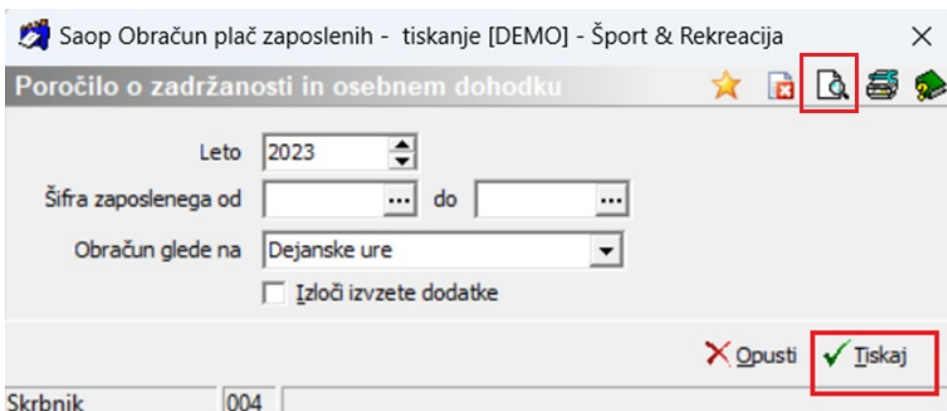 Saop Obračun plač zaposlenih - tiskanje [DEMO] - Šport & Rekreacija
Poročilo o zadržanosti in osebnem dohodku
Leto 2023
Šifra zaposlenega od ... do ...
Obračun glede na Dejanske ure
Izloči izvzete dodatke
Opusti Tiskaj
Skrbnik 004